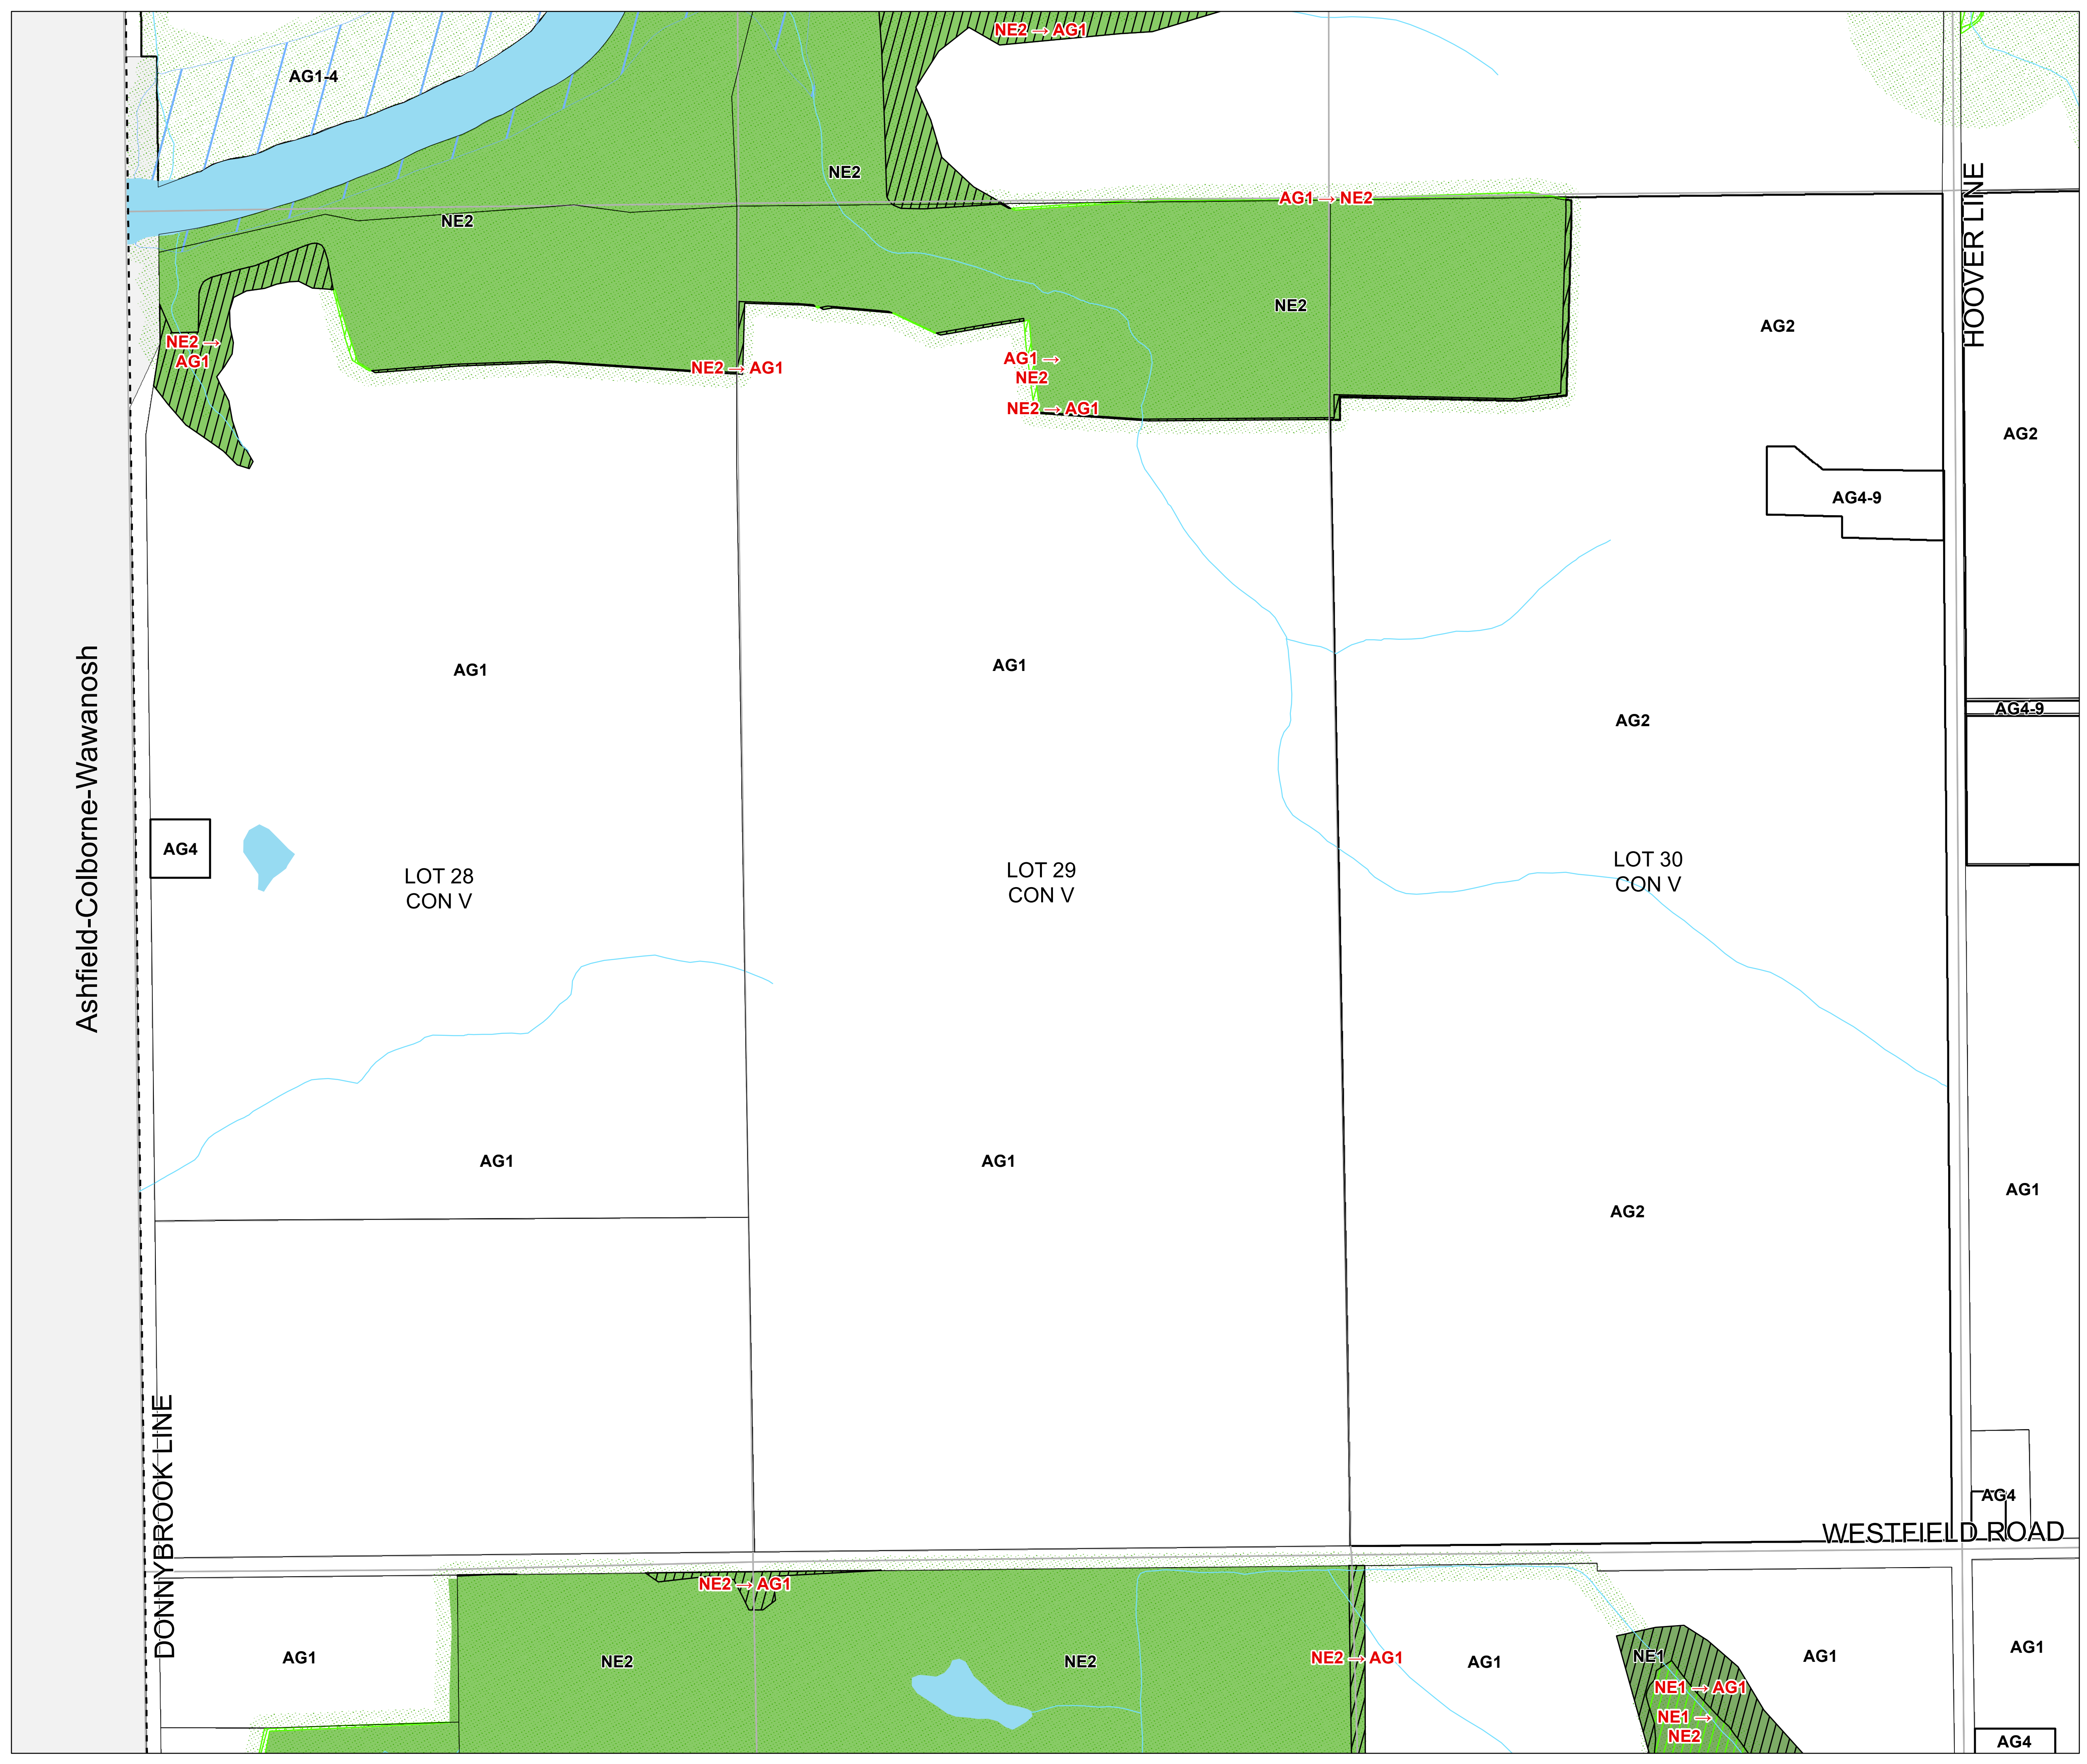 NE2 → AG1
AG1-4
NE2
AG1 → NE2
NE2
HOOVER LINE
NE2
AG2
NE2 →
AG1
NE2 → AG1
AG1 →
NE2
NE2 → AG1
AG2
AG4-9
Ashfield-Colborne-Wawanosh
AG1
AG1
AG2
AG4-9
AG4
LOT 28
CON V
LOT 29
CON V
LOT 30
CON V
AG1
AG1
AG1
AG2
DONNYBROOK LINE
AG4
WESTFIELD ROAD
NE2 → AG1
AG1
NE2
NE2
NE2 → AG1
AG1
NE1
AG1
AG1
NE1 → AG1
NE1 →
NE2
AG4